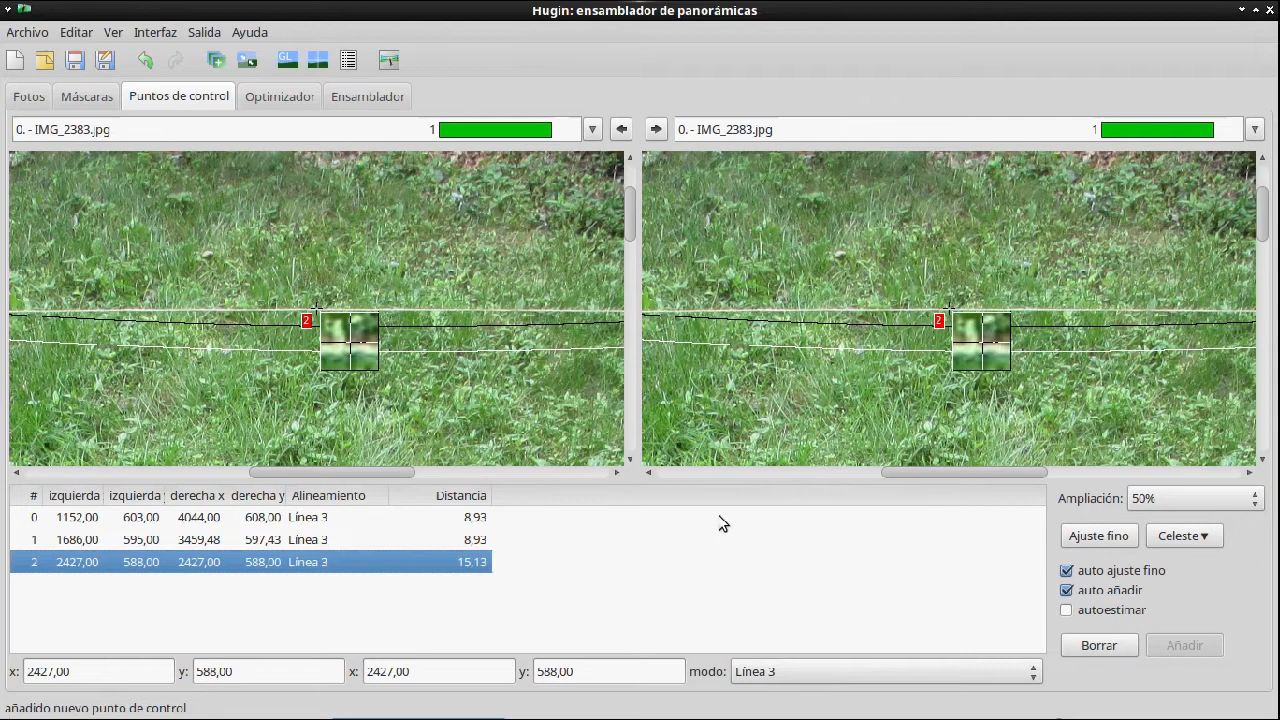 Hugin: ensamblador de panorámicas
Archivo Editar Ver Interfaz Salida Ayuda
GL
Fotos Máscaras Puntos de control Optimizador Ensamblador
0. - IMG_2383.jpg 1 0. - IMG_2383.jpg 1
2 2
# izquierda izquierda derecha x derecha y Alineamiento Distancia
0 1152,00 603,00 4044,00 608,00 Línea 3 8,93
1 1686,00 595,00 3459,48 597,43 Línea 3 8,93
2 2427,00 588,00 2427,00 588,00 Línea 3 15,13
Ampliación: 50%
Ajuste fino Celeste
auto ajuste fino
auto añadir
autoestimar
Borrar Añadir
x: 2427,00 y: 588,00 x: 2427,00 y: 588,00 modo: Línea 3
añadido nuevo punto de control